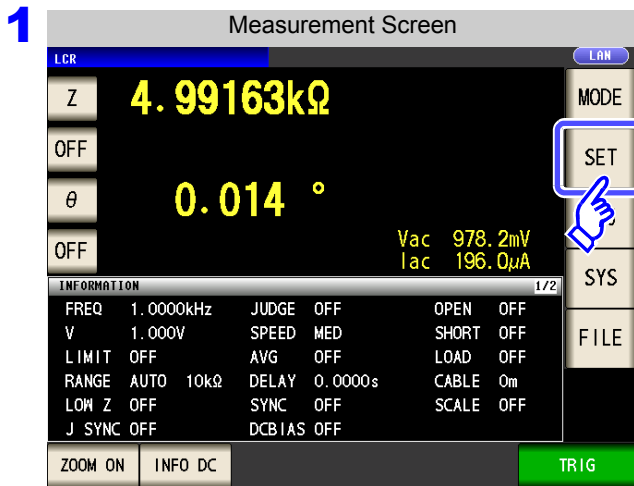 1
Measurement Screen
LCR
LAN
Z 4.99163kΩ
MODE
OFF
SET
θ 0.014 °
OFF
Vac 978.2mV
Iac 196.0μA
SYS
INFORMATION 1/2
FREQ 1.0000kHz JUDGE OFF OPEN OFF
V 1.000V SPEED MED SHORT OFF
FILE
LIMIT OFF AVG OFF LOAD OFF
RANGE AUTO 10kΩ DELAY 0.0000s CABLE 0m
LOW Z OFF SYNC OFF SCALE OFF
J SYNC OFF DCBIAS OFF
ZOOM ON INFO DC TRIG